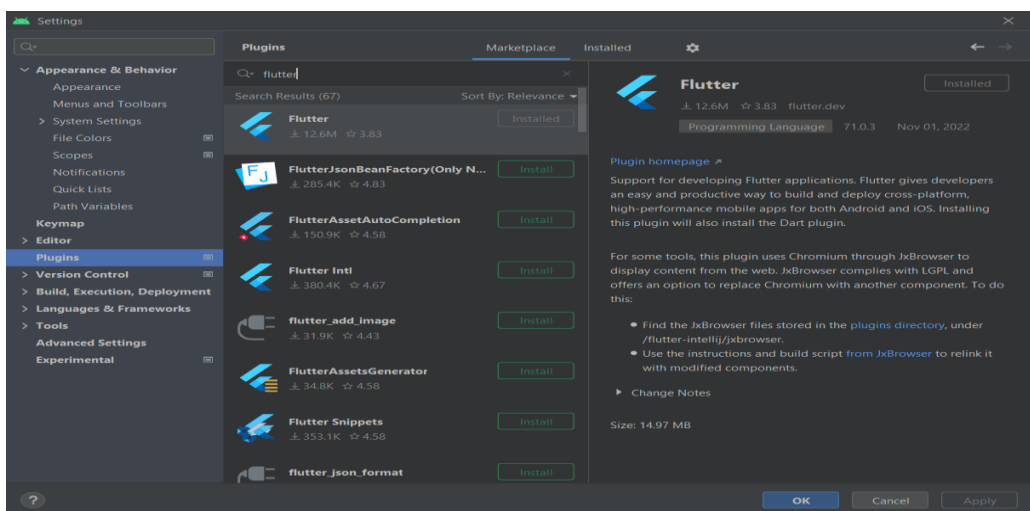 Settings
Appearance & Behavior
Appearance
Menus and Toolbars
System Settings
File Colors
Scopes
Notifications
Quick Lists
Path Variables
Keymap
Editor
Plugins
Version Control
Build, Execution, Deployment
Languages & Frameworks
Tools
Advanced Settings
Experimental
Plugins
Marketplace
Installed
flutter
Search Results (67)
Sort By: Relevance
Flutter
12.6M 3.83
Installed
FlutterJsonBeanFactory(Only N...
285.4K 4.83
Install
FlutterAssetAutoCompletion
150.9K 4.58
Install
Flutter Intl
380.4K 4.67
Install
flutter_add_image
31.9K 4.43
Install
FlutterAssetsGenerator
34.8K 4.58
Install
Flutter Snippets
353.1K 4.58
Install
flutter_json_format
Install
Flutter
Installed
12.6M 3.83 flutter.dev
Programming Language 71.0.3 Nov 01, 2022
Plugin homepage
Support for developing Flutter applications. Flutter gives developers
an easy and productive way to build and deploy cross-platform,
high-performance mobile apps for both Android and iOS. Installing
this plugin will also install the Dart plugin.
For some tools, this plugin uses Chromium through JxBrowser to
display content from the web. JxBrowser complies with LGPL and
offers an option to replace Chromium with another component. To do
this:
Find the JxBrowser files stored in the plugins directory, under
/flutter-intellij/jxbrowser.
Use the instructions and build script from JxBrowser to relink it
with modified components.
Change Notes
Size: 14.97 MB
?
OK
Cancel
Apply